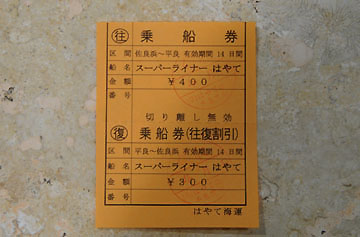 往 乗船券
区間 佐良浜～平良 有効期間 14 日間
船名 スーパーライナー はやて
金額 ￥400
番号
切り離し無効
復 乗船券(往復割引)
区間 平良～佐良浜 有効期間 14 日間
船名 スーパーライナー はやて
金額 ￥300
番号
はやて海運